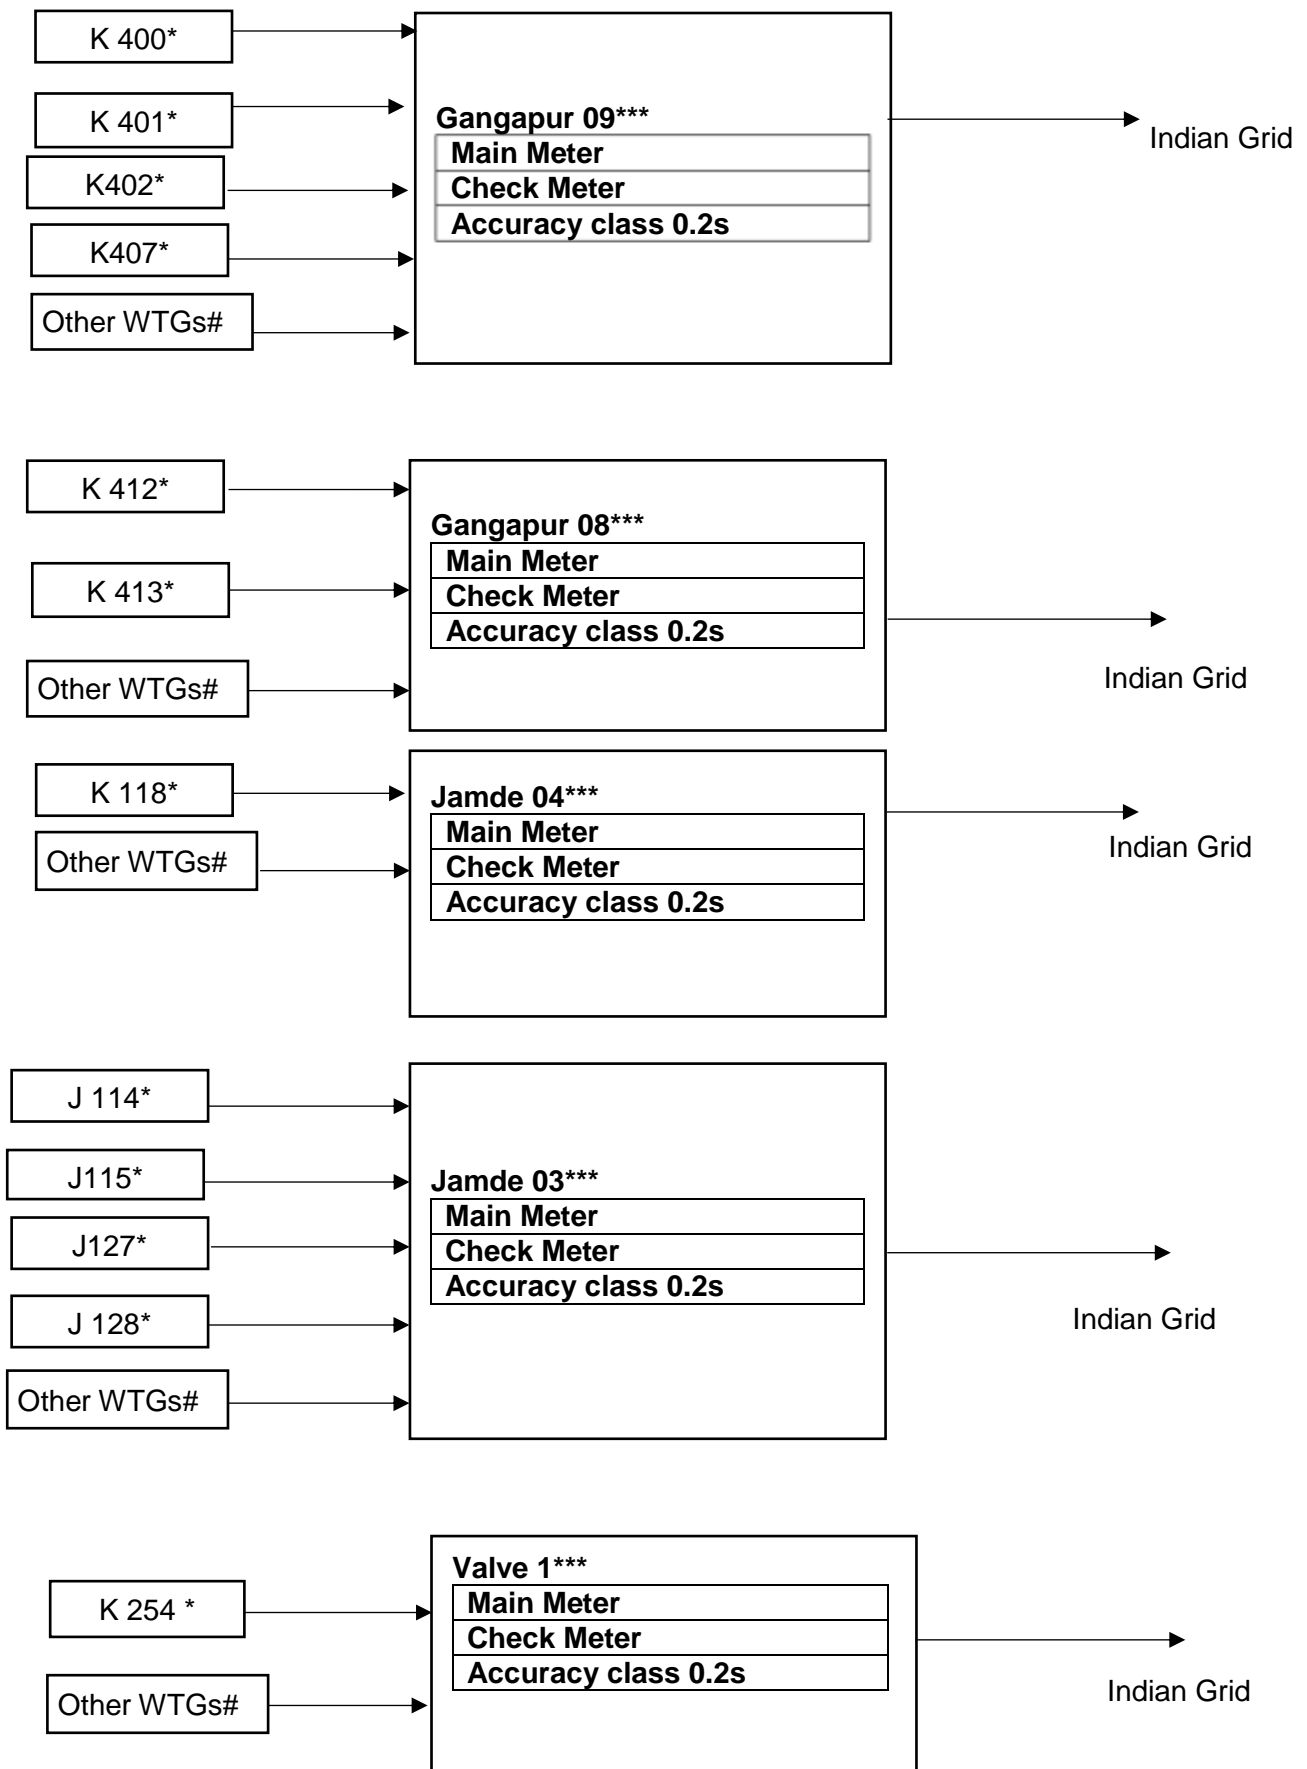 K 400*
K 401*
K402*
K407*
Other WTGs#
Gangapur 09***
Main Meter
Check Meter
Accuracy class 0.2s
Indian Grid
K 412*
K 413*
Other WTGs#
Gangapur 08***
Main Meter
Check Meter
Accuracy class 0.2s
Indian Grid
K 118*
Other WTGs#
Jamde 04***
Main Meter
Check Meter
Accuracy class 0.2s
Indian Grid
J 114*
J115*
J127*
J 128*
Other WTGs#
Jamde 03***
Main Meter
Check Meter
Accuracy class 0.2s
Indian Grid
K 254 *
Other WTGs#
Valve 1***
Main Meter
Check Meter
Accuracy class 0.2s
Indian Grid